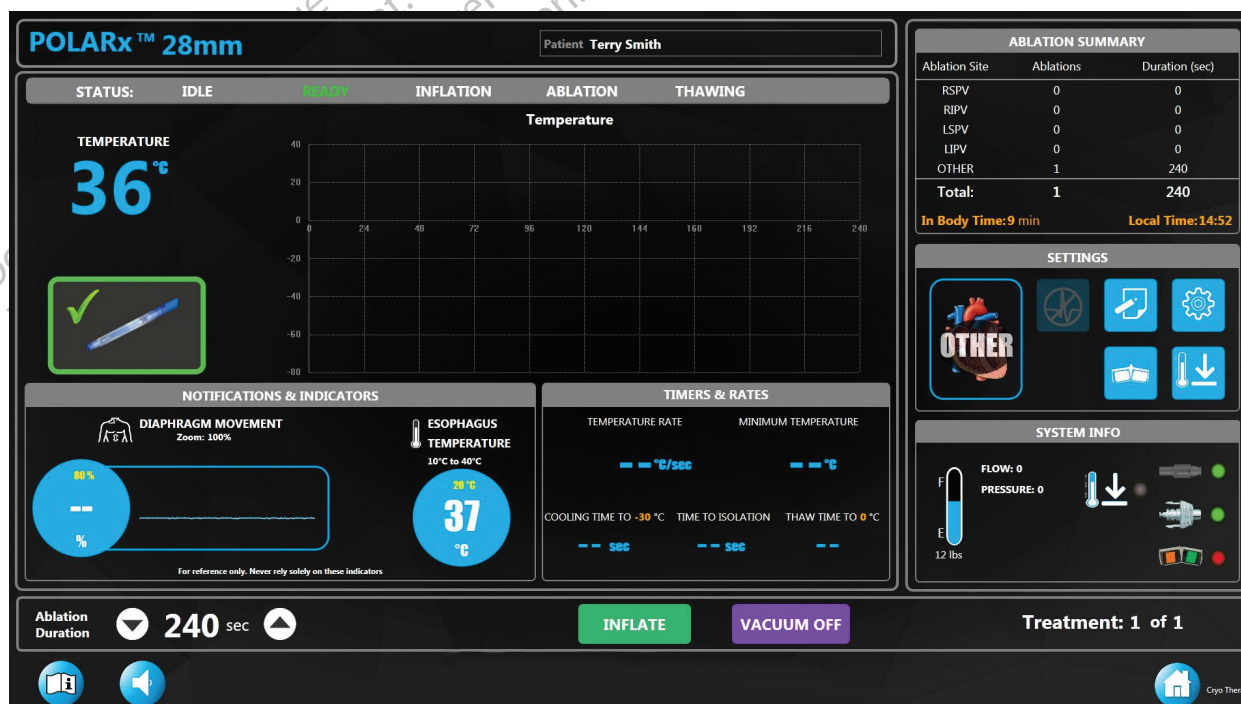 POLARx™ 28mm
Patient Terry Smith
STATUS: IDLE READY INFLATION ABLATION THAWING
TEMPERATURE
36°C
Temperature
40
20
0
0 24 48 72 96 120 144 168 192 216 240
-20
-40
-60
-80
NOTIFICATIONS & INDICATORS
DIAPHRAGM MOVEMENT
Zoom: 100%
80 %
--
%
ESOPHAGUS
TEMPERATURE
10°C to 40°C
20 °C
37
°C
For reference only. Never rely solely on these indicators
TIMERS & RATES
TEMPERATURE RATE MINIMUM TEMPERATURE
-- °C/sec -- °C
COOLING TIME TO -30 °C TIME TO ISOLATION THAW TIME TO 0 °C
-- sec -- sec --
ABLATION SUMMARY
Ablation Site Ablations Duration (sec)
RSPV 0 0
RIPV 0 0
LSPV 0 0
LIPV 0 0
OTHER 1 240
Total: 1 240
In Body Time:9 min Local Time:14:52
SETTINGS
OTHER
SYSTEM INFO
F
E
12 lbs
FLOW: 0
PRESSURE: 0
Ablation
Duration
240 sec
INFLATE
VACUUM OFF
Treatment: 1 of 1
Cryo Ther